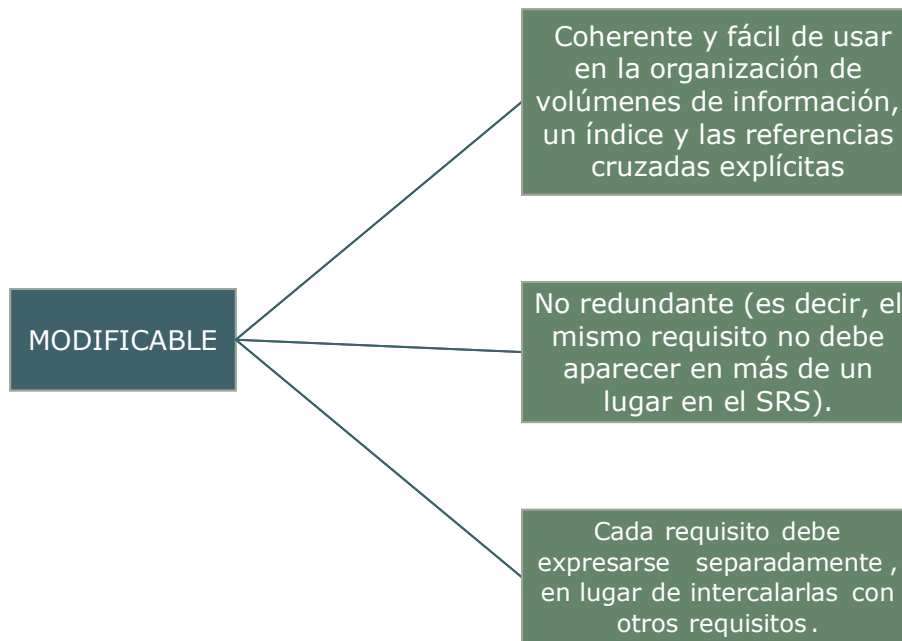 Coherente y fácil de usar
en la organización de
volúmenes de información,
un índice y las referencias
cruzadas explícitas
MODIFICABLE
No redundante (es decir, el
mismo requisito no debe
aparecer en más de un
lugar en el SRS).
Cada requisito debe
expresarse separadamente ,
en lugar de intercalarlas con
otros requisitos .